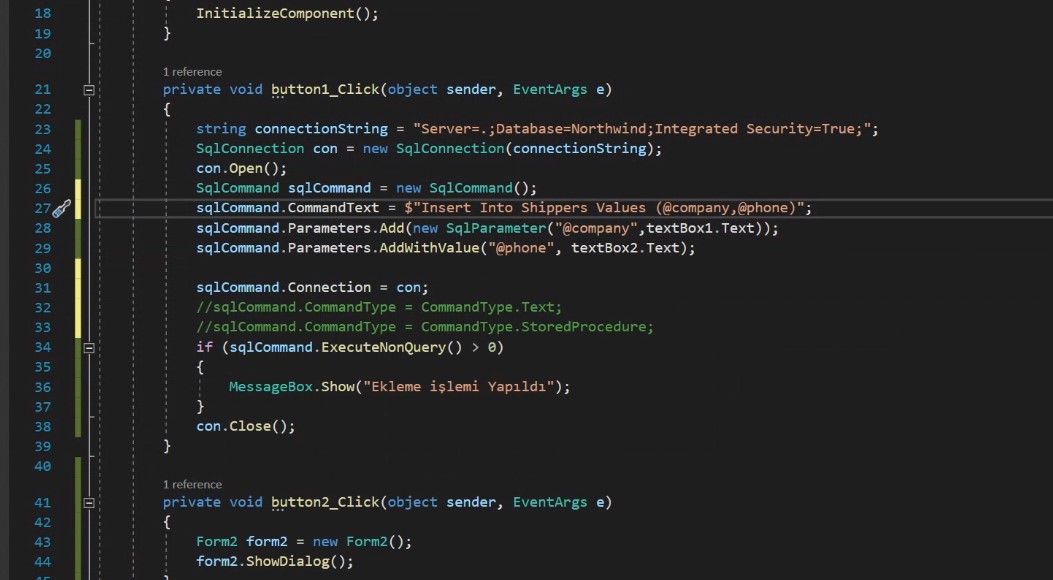 18 InitializeComponent();
19 }
20
1 reference
21 private void button1_Click(object sender, EventArgs e)
22 {
23 string connectionString = "Server=.;Database=Northwind;Integrated Security=True;";
24 SqlConnection con = new SqlConnection(connectionString);
25 con.Open();
26 SqlCommand sqlCommand = new SqlCommand();
27 sqlCommand.CommandText = $"Insert Into Shippers Values (@company,@phone)";
28 sqlCommand.Parameters.Add(new SqlParameter("@company",textBox1.Text));
29 sqlCommand.Parameters.AddWithValue("@phone", textBox2.Text);
30
31 sqlCommand.Connection = con;
32 //sqlCommand.CommandType = CommandType.Text;
33 //sqlCommand.CommandType = CommandType.StoredProcedure;
34 if (sqlCommand.ExecuteNonQuery() > 0)
35 {
36 MessageBox.Show("Ekleme işlemi Yapıldı");
37 }
38 con.Close();
39 }
40
1 reference
41 private void button2_Click(object sender, EventArgs e)
42 {
43 Form2 form2 = new Form2();
44 form2.ShowDialog();